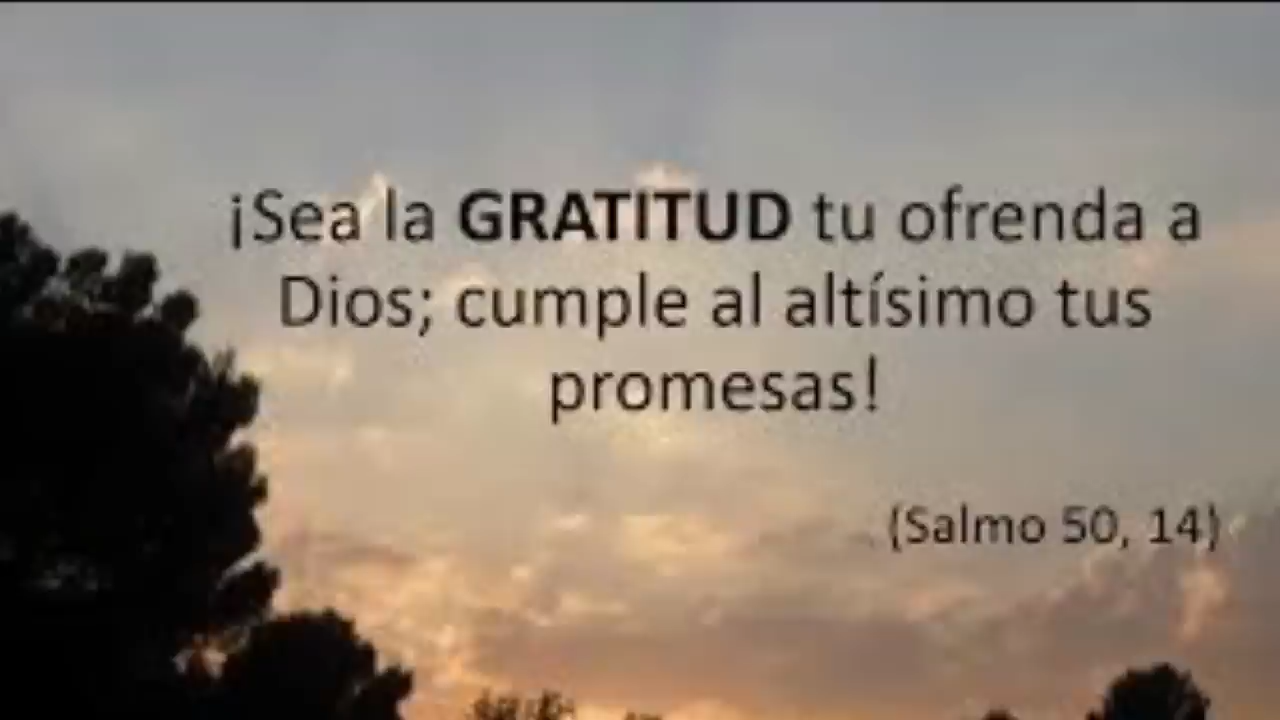 ¡Sea la GRATITUD tu ofrenda a
Dios; cumple al altísimo tus
promesas!
(Salmo 50, 14)